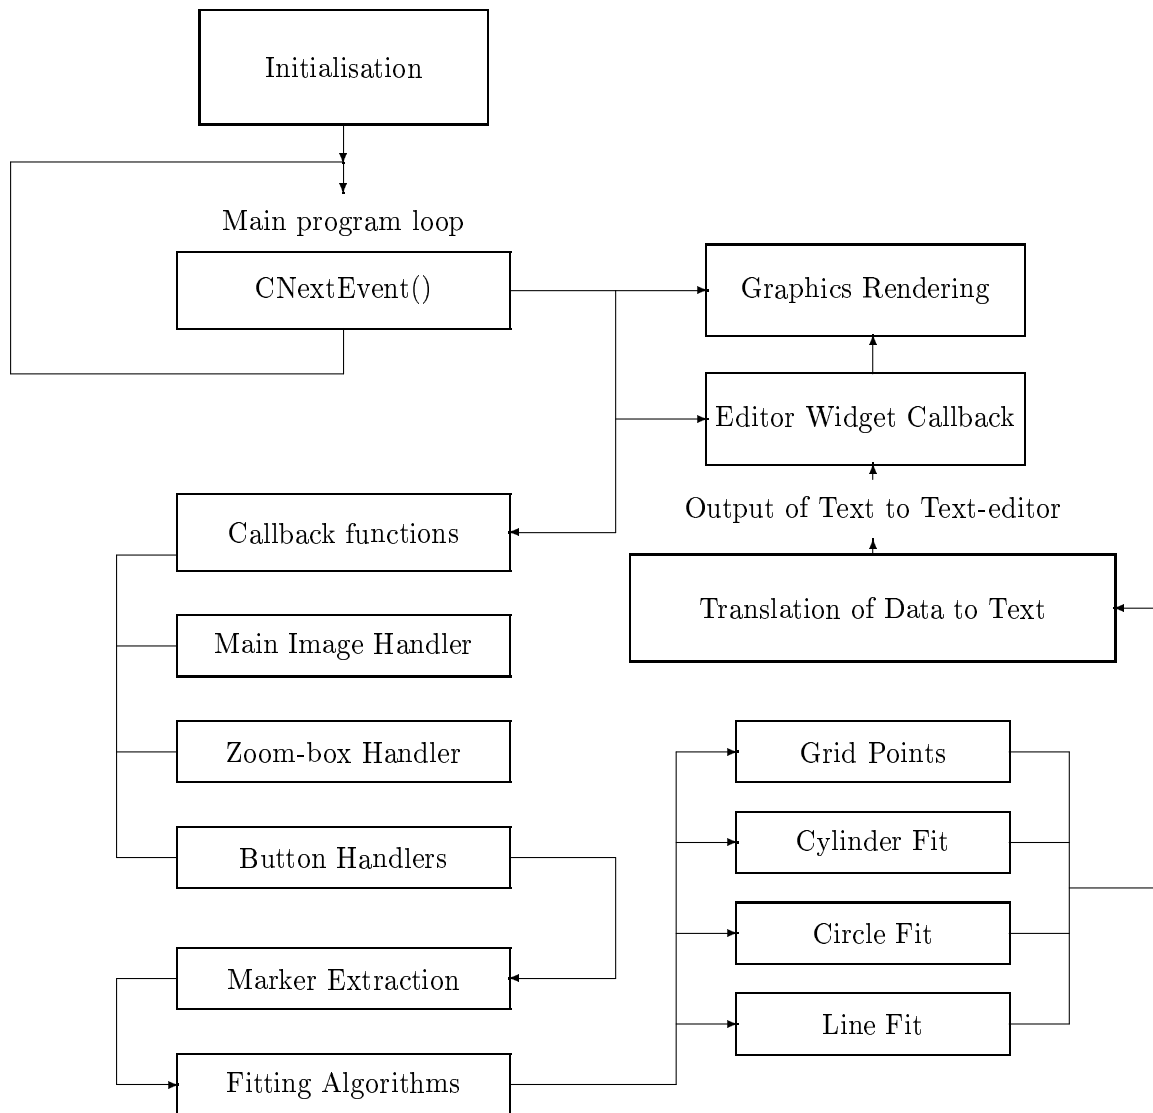 Initialisation
Main program loop
CNextEvent()
Graphics Rendering
Editor Widget Callback
Output of Text to Text-editor
Callback functions
Translation of Data to Text
Main Image Handler
Zoom-box Handler
Grid Points
Cylinder Fit
Button Handlers
Circle Fit
Marker Extraction
Line Fit
Fitting Algorithms